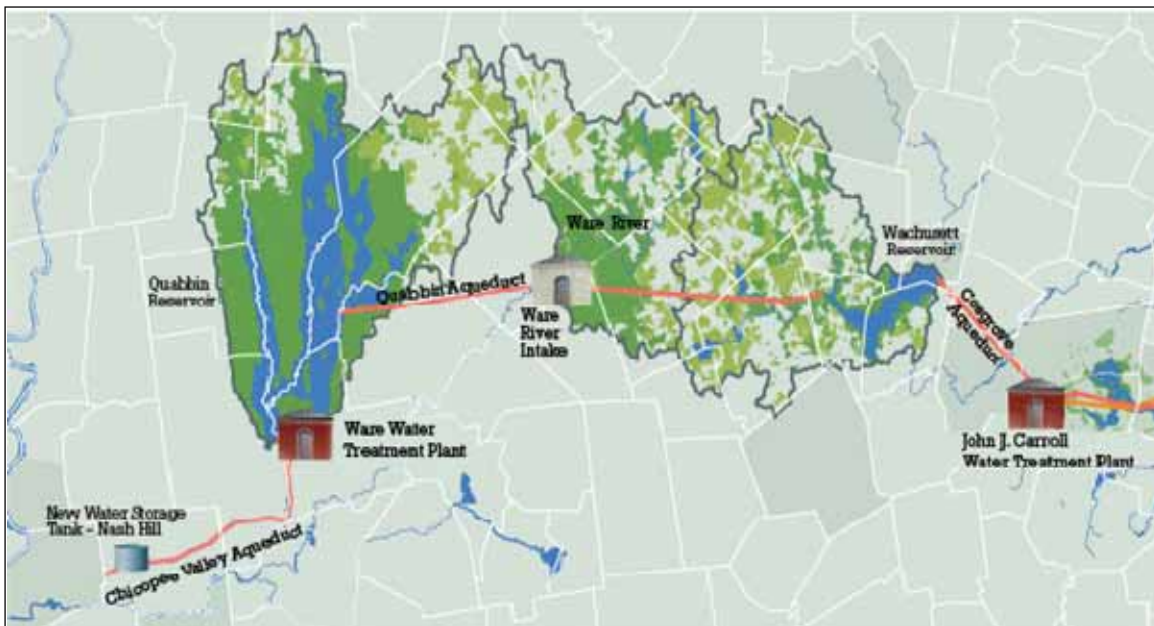 Ware River
Wachusett
Reservoir
Quabbin
Reservoir
Quabbin Aqueduct
Cosgrove
Aqueduct
Ware
River
Intake
Ware Water
Treatment Plant
John J. Carroll
Water Treatment Plant
New Water Storage
Tank - Nash Hill
Chicopee Valley Aqueduct